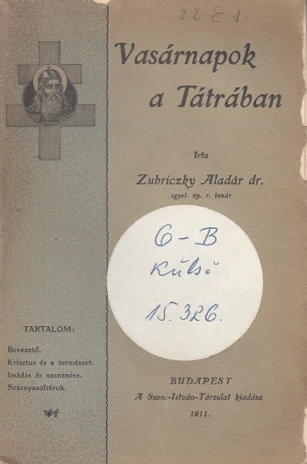 22 E 1
Vasárnapok
a Tátrában
Irta
Zubriczky Aladár dr.
egyet. ny. r. tanár
6-B
Külső
15.326.
TARTALOM:
Bevezető.
Krisztus és a természet.
Imádás és szentmise.
Szárnyasoltárok.
BUDAPEST
A Szen.-István-Társulat kiadása
1911.